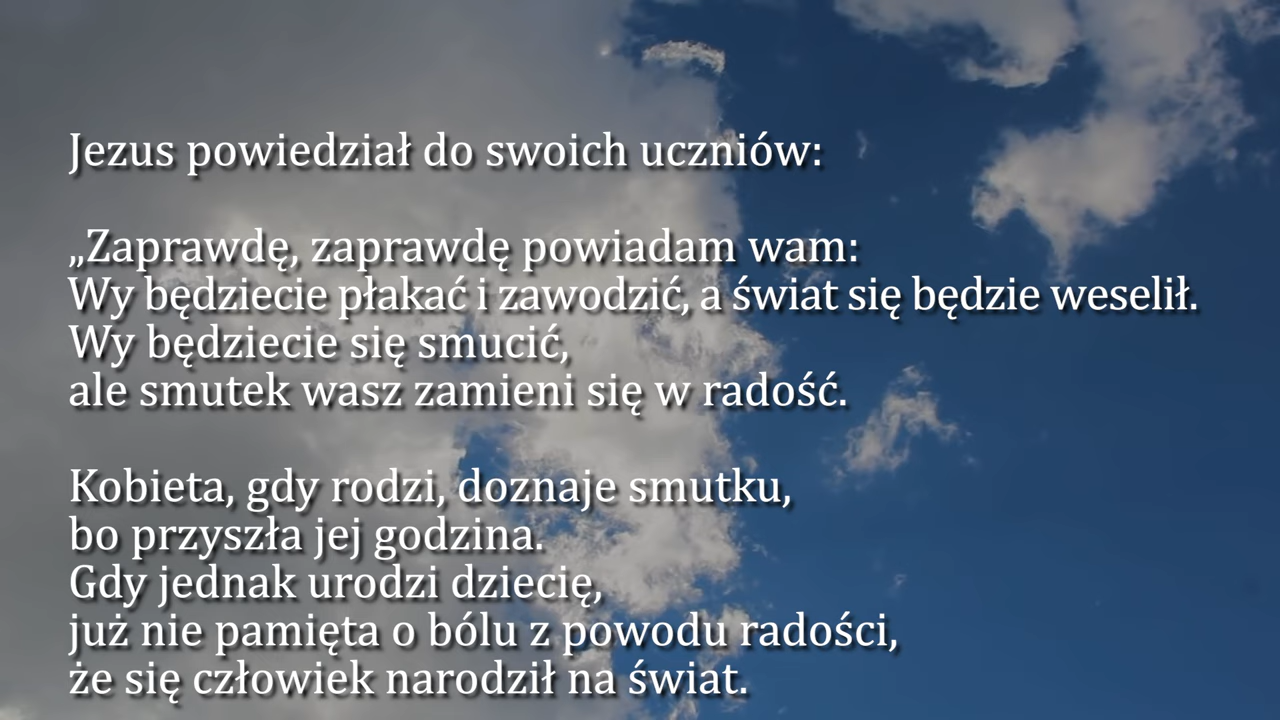 Jezus powiedział do swoich uczniów:
„Zaprawdę, zaprawdę powiadam wam:
Wy będziecie płakać i zawodzić, a świat się będzie weselił.
Wy będziecie się smucić,
ale smutek wasz zamieni się w radość.
Kobieta, gdy rodzi, doznaje smutku,
bo przyszła jej godzina.
Gdy jednak urodzi dziecię,
już nie pamięta o bólu z powodu radości,
że się człowiek narodził na świat.